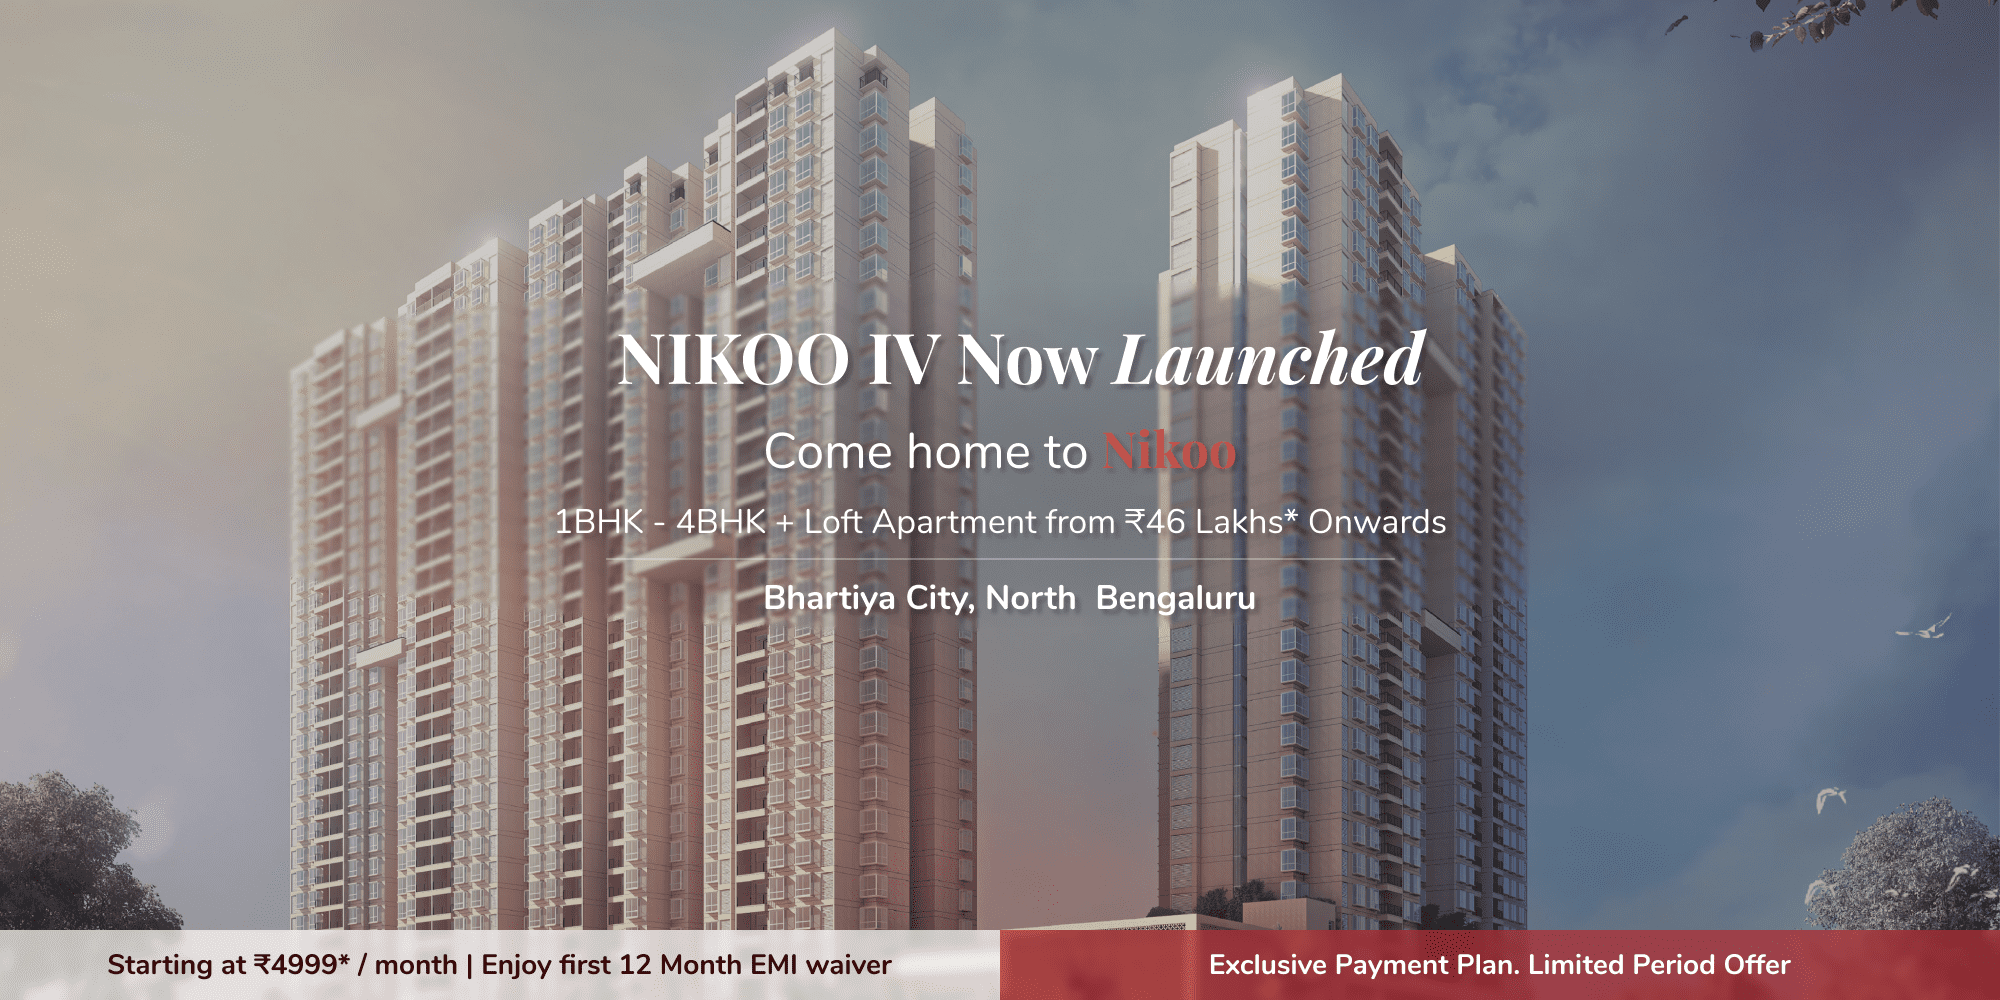 NIKOO IV Now Launched
Come home to Nikoo
1BHK - 4BHK + Loft Apartment from ₹46 Lakhs* Onwards
Bhartiya City, North Bengaluru
Starting at ₹4999* / month | Enjoy first 12 Month EMI waiver
Exclusive Payment Plan. Limited Period Offer